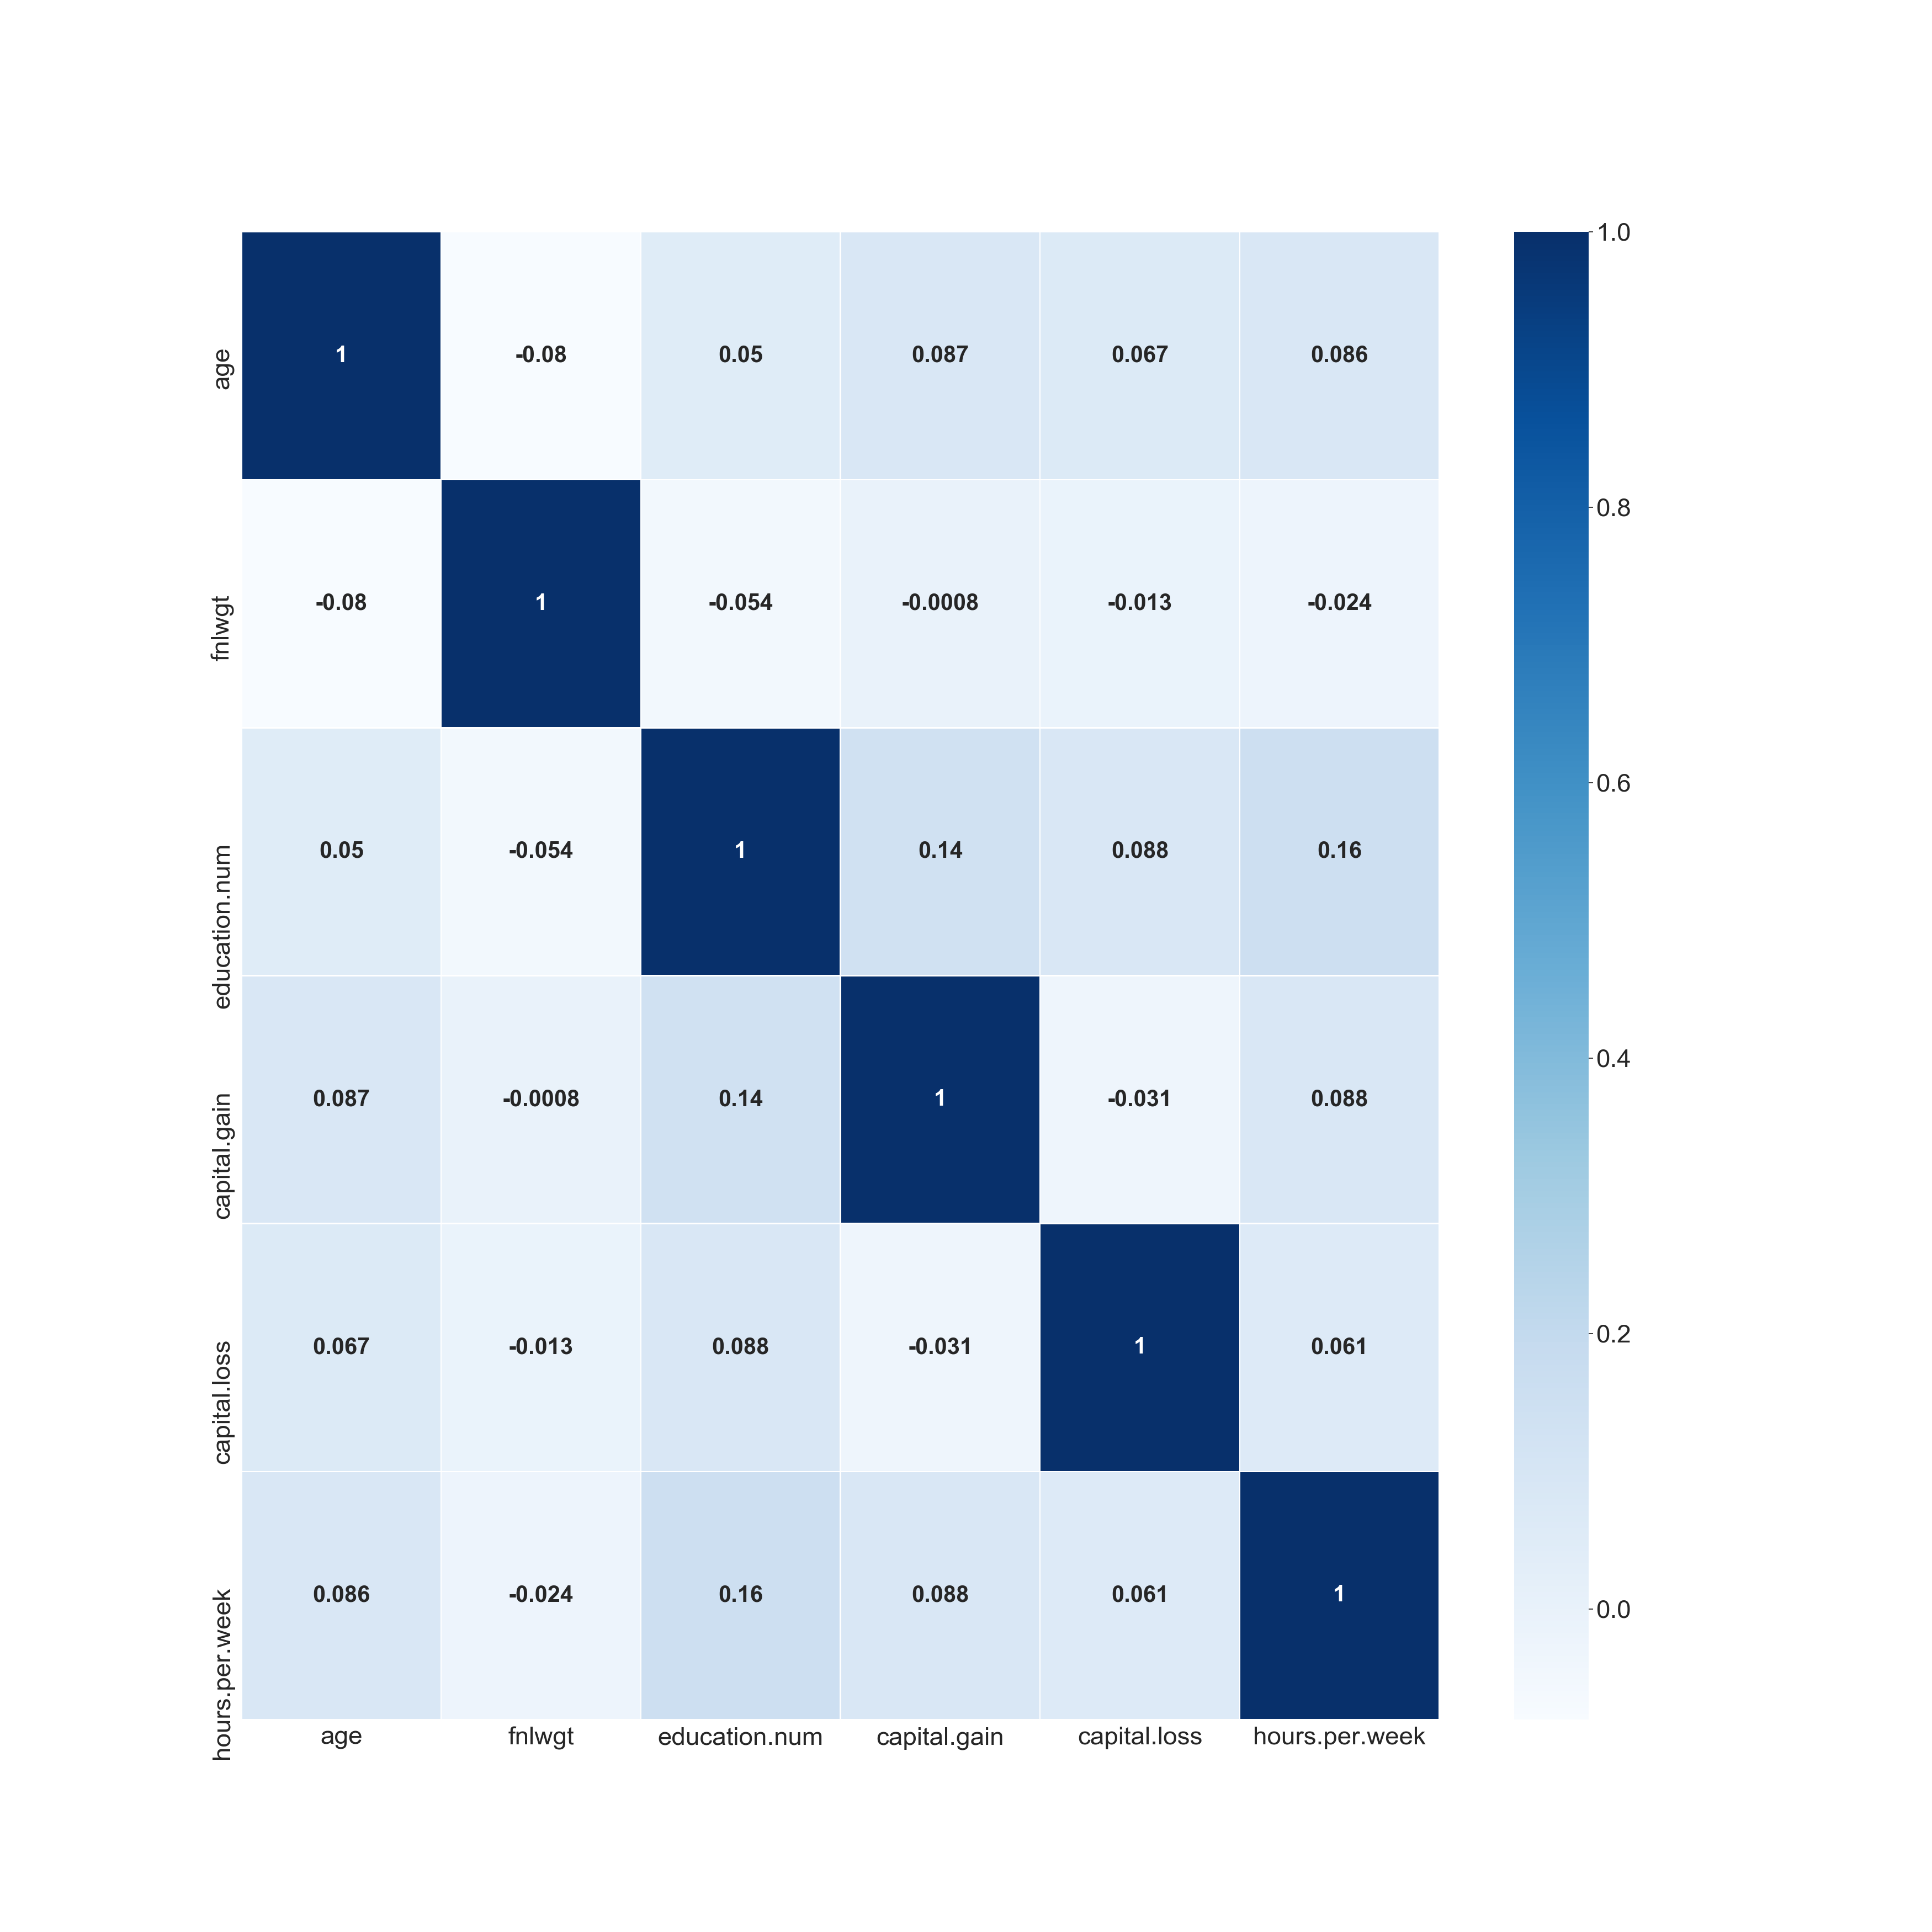 1.0
age 1 -0.08 0.05 0.087 0.067 0.086
0.8
fnlwgt -0.08 1 -0.054 -0.0008 -0.013 -0.024
0.6
education.num 0.05 -0.054 1 0.14 0.088 0.16
0.4
capital.gain 0.087 -0.0008 0.14 1 -0.031 0.088
0.2
capital.loss 0.067 -0.013 0.088 -0.031 1 0.061
hours.per.week 0.086 -0.024 0.16 0.088 0.061 1
0.0
age fnlwgt education.num capital.gain capital.loss hours.per.week